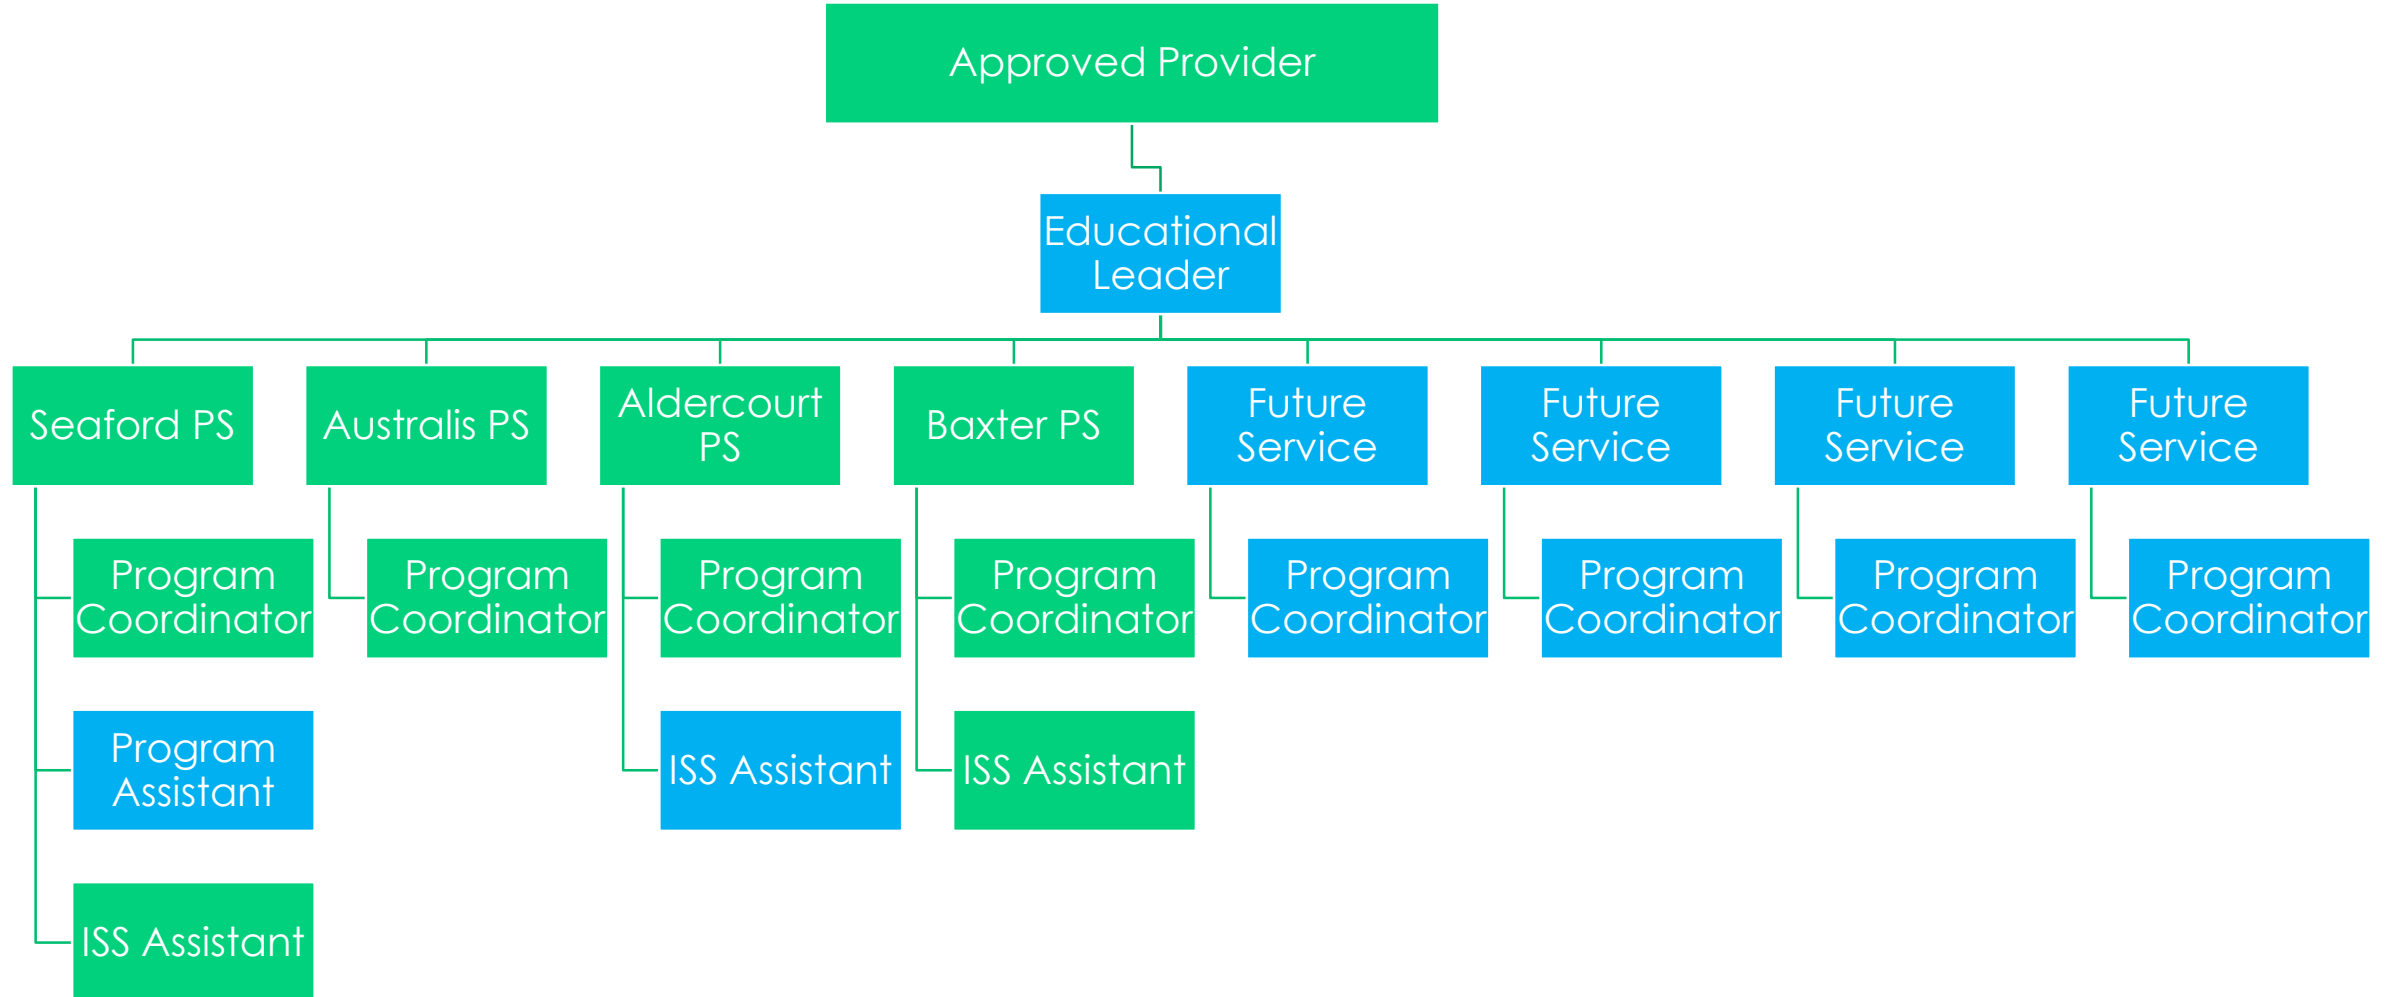 Approved Provider
Educational
Leader
Seaford PS
Australis PS
Aldercourt
PS
Baxter PS
Future
Service
Future
Service
Future
Service
Future
Service
Program
Coordinator
Program
Coordinator
Program
Coordinator
Program
Coordinator
Program
Coordinator
Program
Coordinator
Program
Coordinator
Program
Coordinator
Program
Assistant
ISS Assistant
ISS Assistant
ISS Assistant